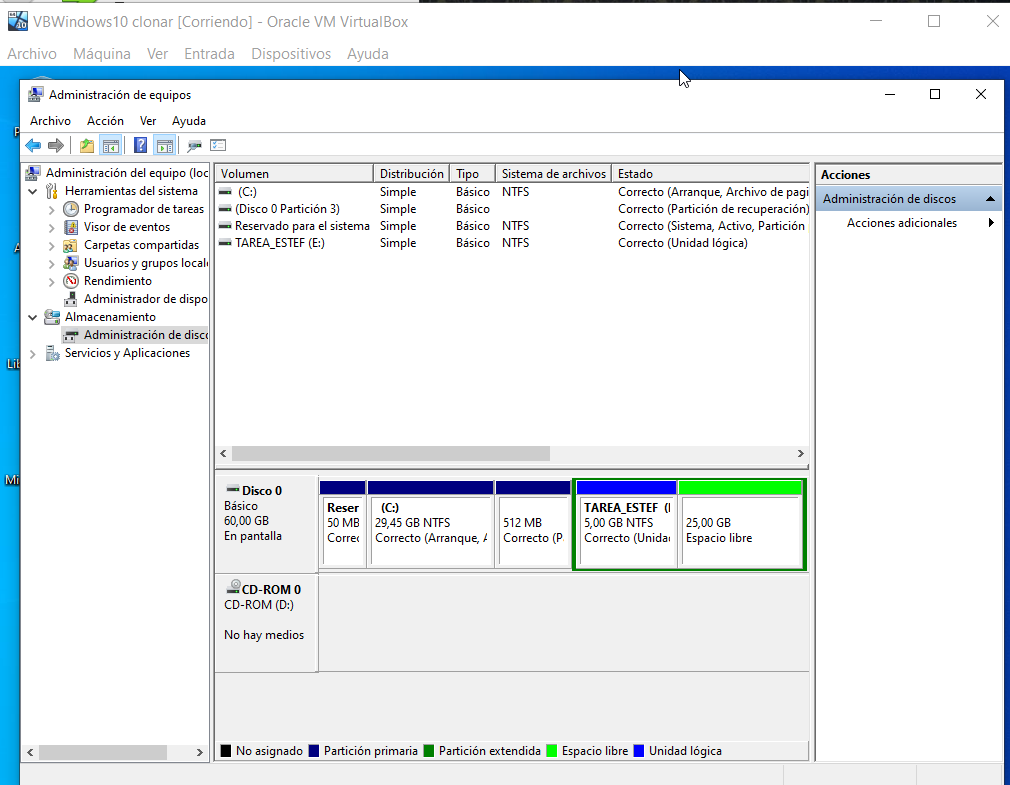 VBWindows10 clonar [Corriendo] - Oracle VM VirtualBox
Archivo Máquina Ver Entrada Dispositivos Ayuda
Administración de equipos
Archivo Acción Ver Ayuda
Administración del equipo (loc
Herramientas del sistema
Programador de tareas
Visor de eventos
Carpetas compartidas
Usuarios y grupos locale
Rendimiento
Administrador de dispo
Almacenamiento
Administración de disco
Servicios y Aplicaciones
Volumen Distribución Tipo Sistema de archivos Estado
(C:) Simple Básico NTFS Correcto (Arranque, Archivo de pagi
(Disco 0 Partición 3) Simple Básico Correcto (Partición de recuperación)
Reservado para el sistema Simple Básico NTFS Correcto (Sistema, Activo, Partición
TAREA_ESTEF (E:) Simple Básico NTFS Correcto (Unidad lógica)
Acciones
Administración de discos
Acciones adicionales
Disco 0
Básico
60,00 GB
En pantalla
Reser
50 MB
Correc
(C:)
29,45 GB NTFS
Correcto (Arranque, A
512 MB
Correcto (P
TAREA_ESTEF (
5,00 GB NTFS
Correcto (Unida
25,00 GB
Espacio libre
CD-ROM 0
CD-ROM (D:)
No hay medios
No asignado Partición primaria Partición extendida Espacio libre Unidad lógica